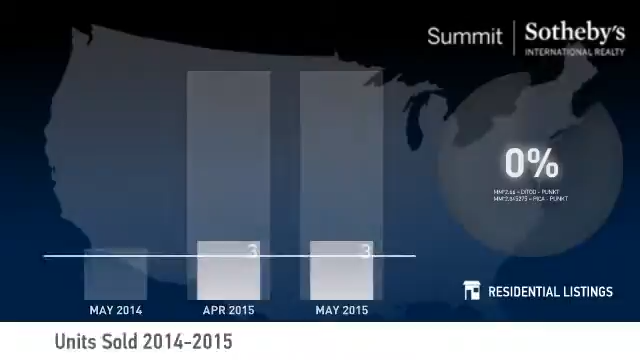 Summit
Sotheby's
INTERNATIONAL REALTY
0%
3
3
RESIDENTIAL LISTINGS
MAY 2014
APR 2015
MAY 2015
Units Sold 2014-2015